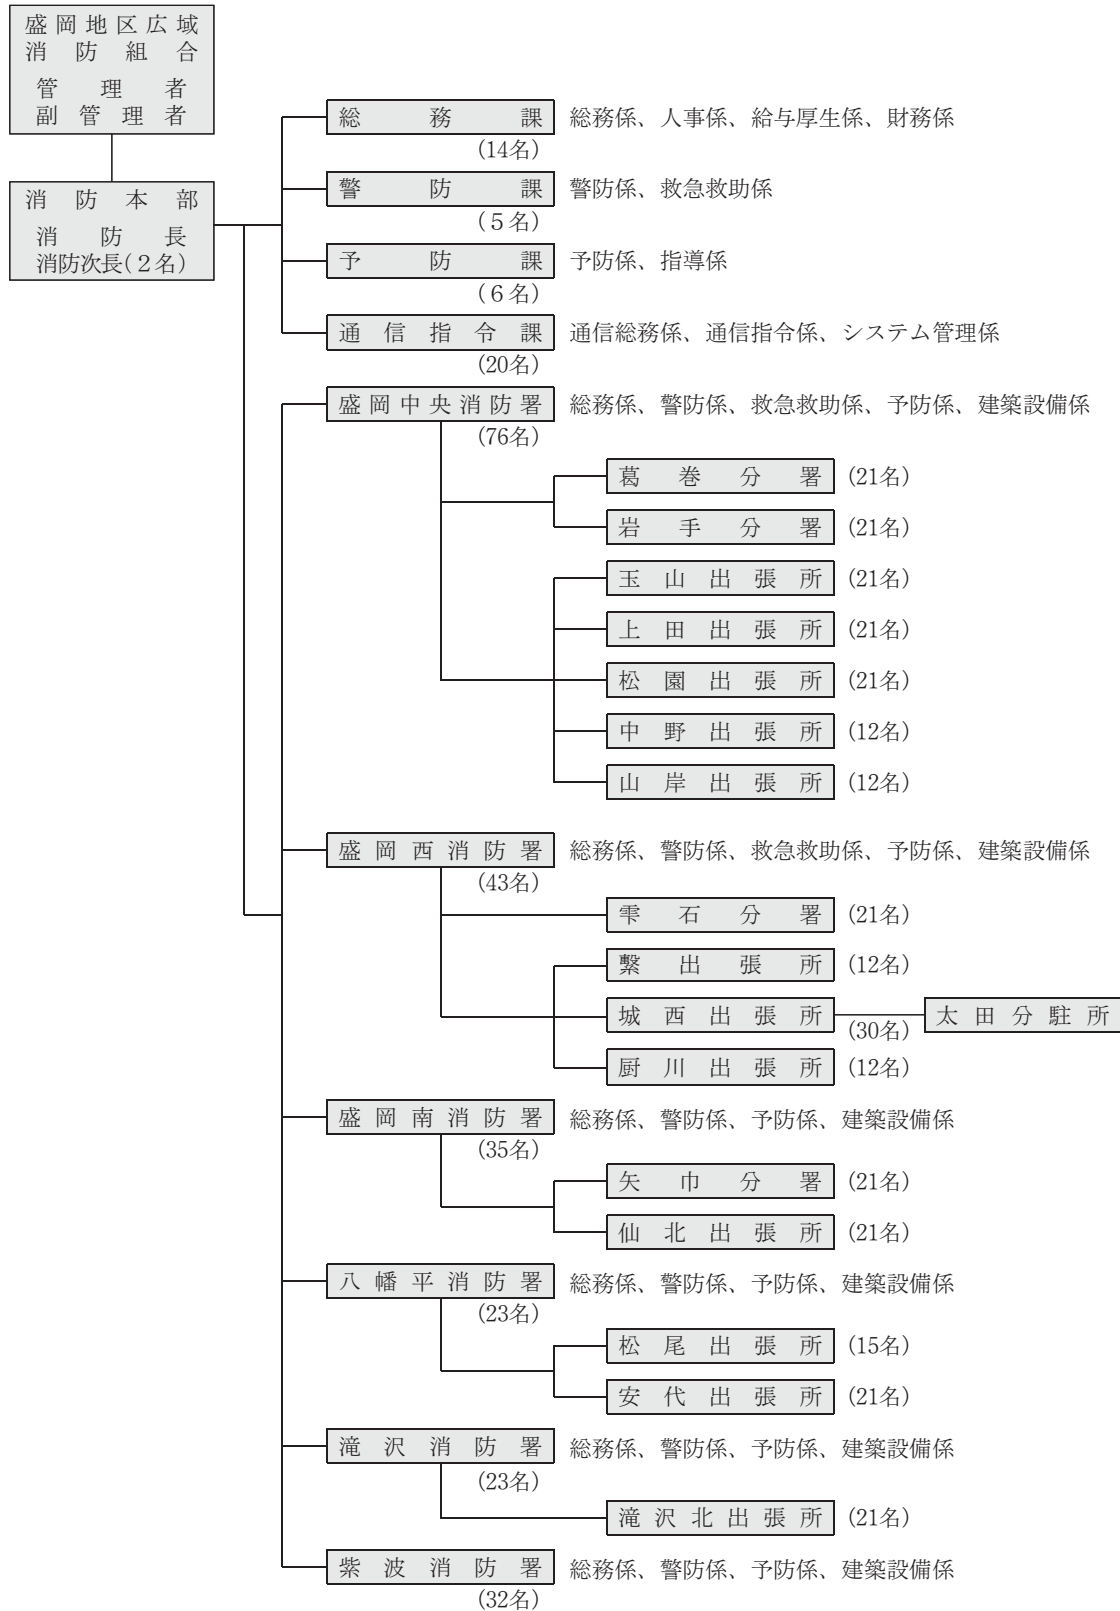 盛岡地区広域
消防組合
管理者
副管理者
消防本部
消防長
消防次長(２名)
総務課 総務係、人事係、給与厚生係、財務係
(14名)
警防課 警防係、救急救助係
(５名)
予防課 予防係、指導係
(６名)
通信指令課 通信総務係、通信指令係、システム管理係
(20名)
盛岡中央消防署 総務係、警防係、救急救助係、予防係、建築設備係
(76名)
葛巻分署 (21名)
岩手分署 (21名)
玉山出張所 (21名)
上田出張所 (21名)
松園出張所 (21名)
中野出張所 (12名)
山岸出張所 (12名)
盛岡西消防署 総務係、警防係、救急救助係、予防係、建築設備係
(43名)
雫石分署 (21名)
繋出張所 (12名)
城西出張所 (30名) 太田分駐所
厨川出張所 (12名)
盛岡南消防署 総務係、警防係、予防係、建築設備係
(35名)
矢巾分署 (21名)
仙北出張所 (21名)
八幡平消防署 総務係、警防係、予防係、建築設備係
(23名)
松尾出張所 (15名)
安代出張所 (21名)
滝沢消防署 総務係、警防係、予防係、建築設備係
(23名)
滝沢北出張所 (21名)
紫波消防署 総務係、警防係、予防係、建築設備係
(32名)